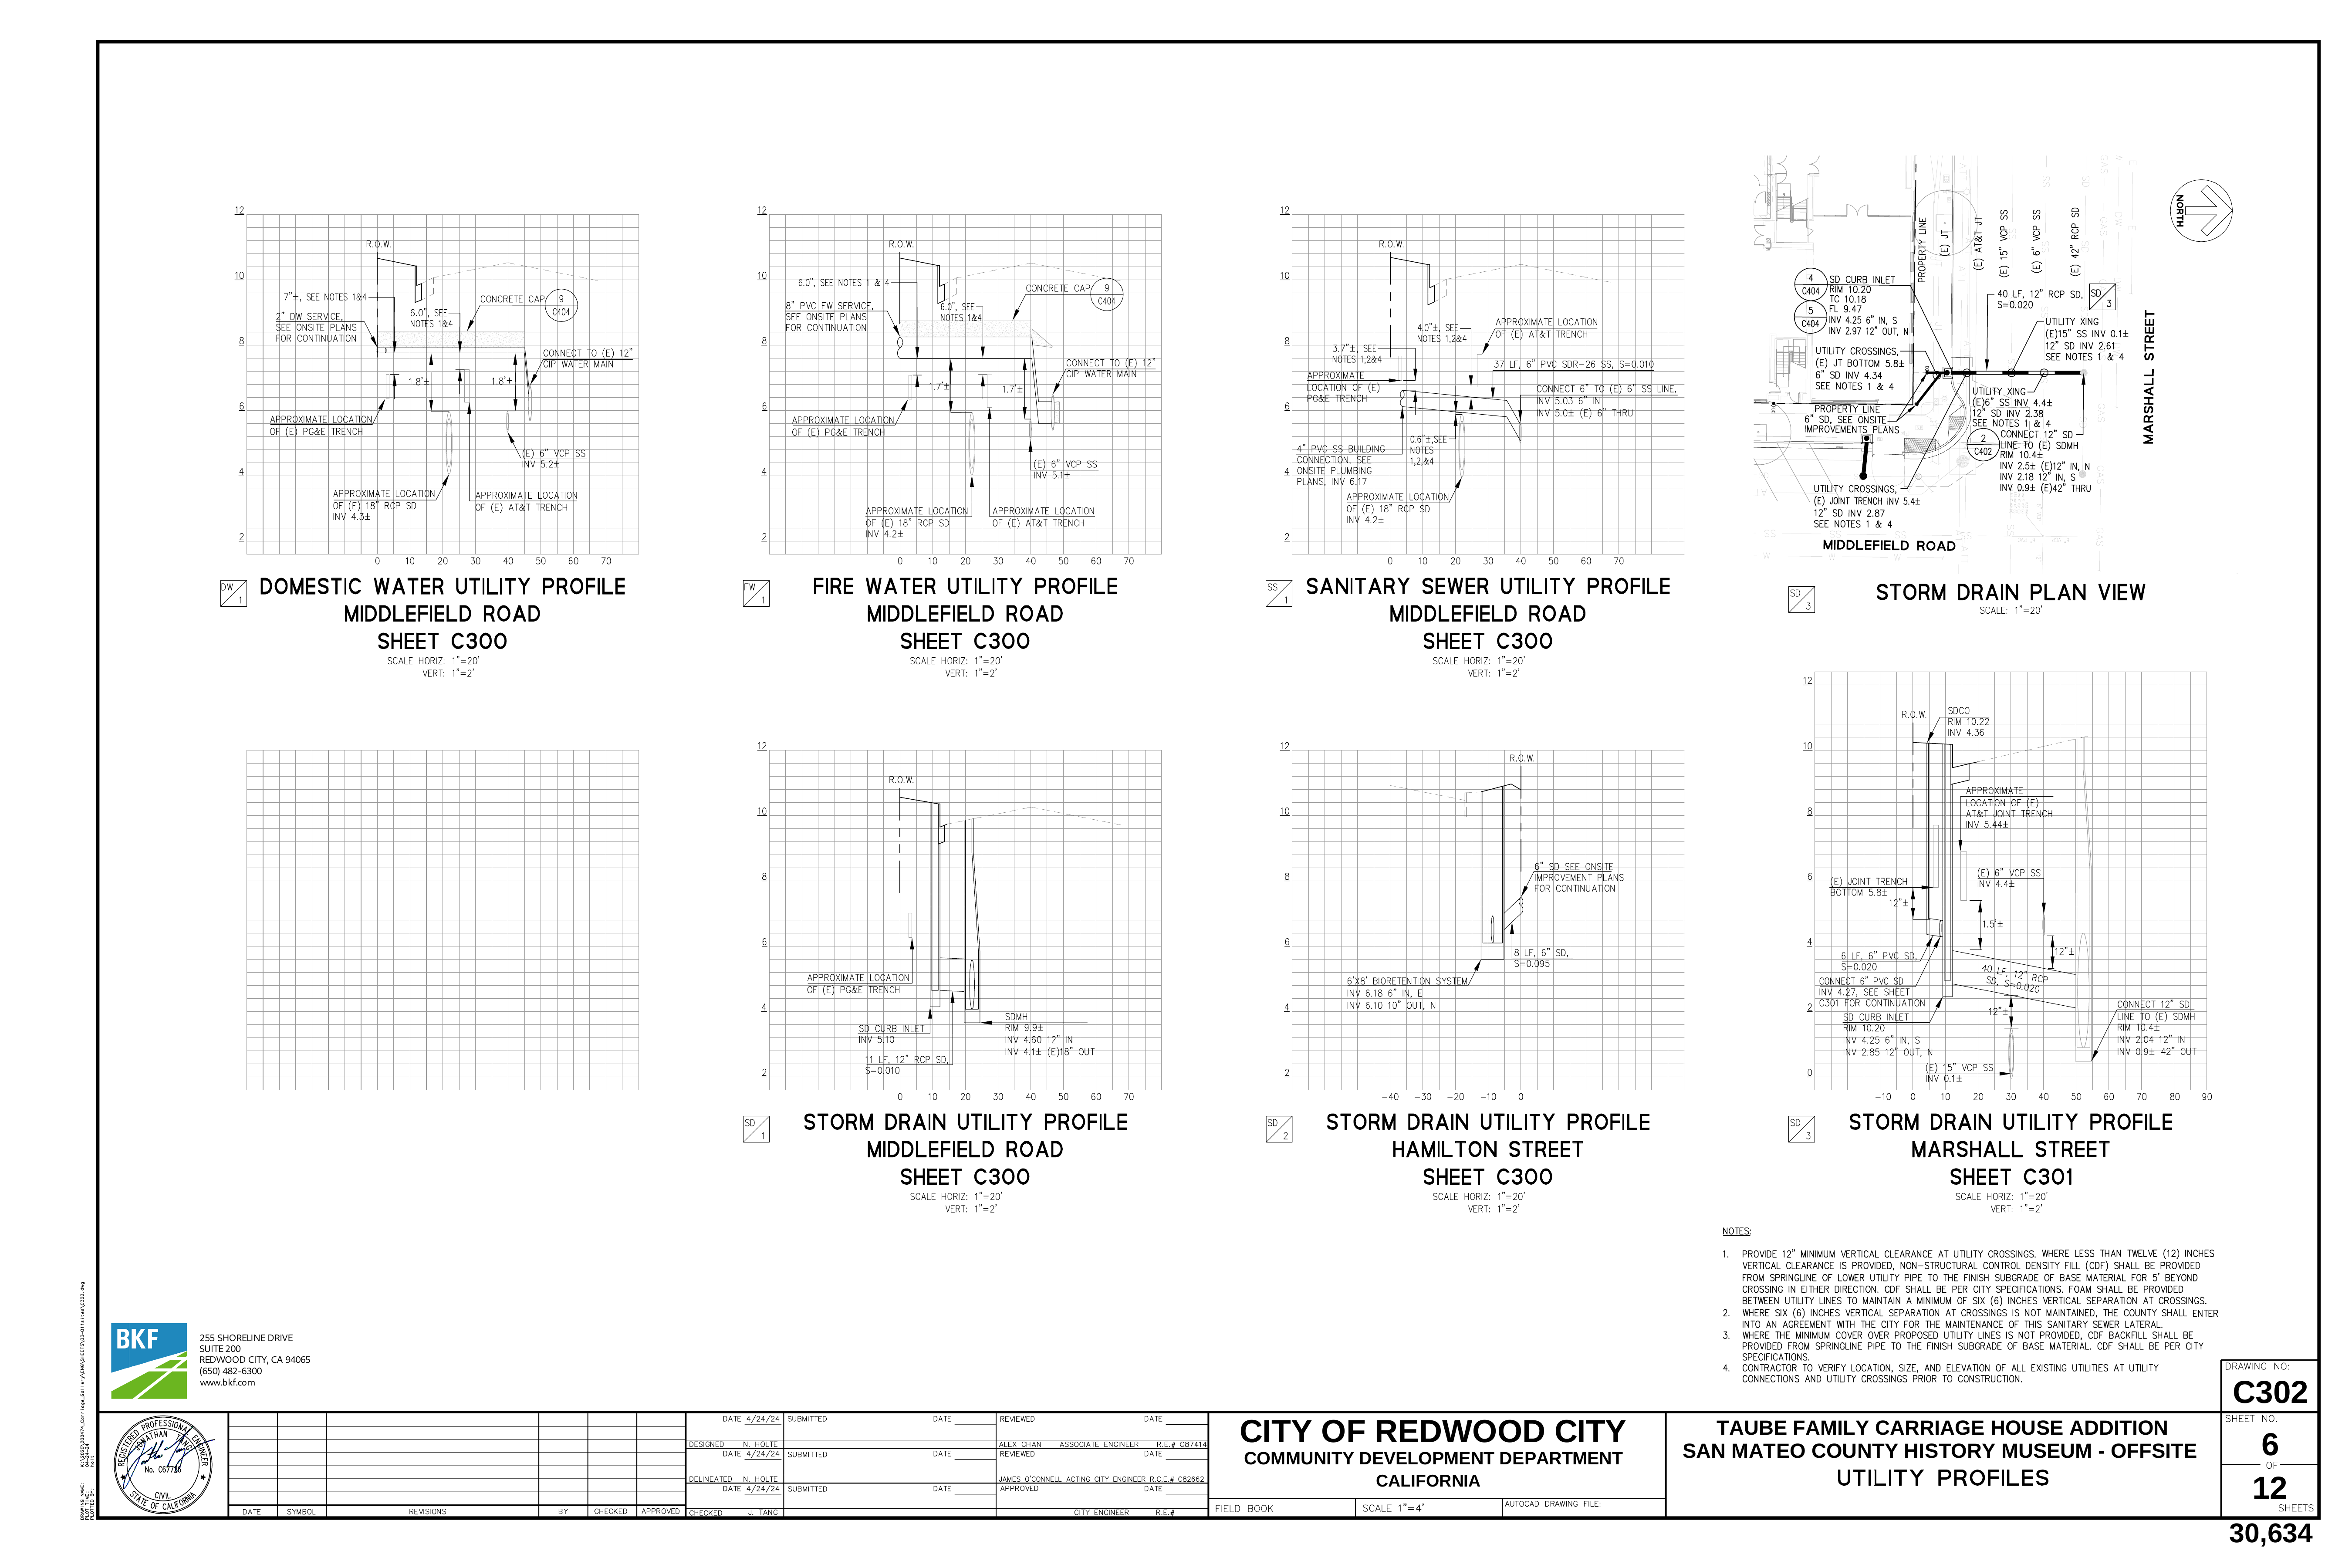 12
10
8
6
4
2
R.O.W.
7"±, SEE NOTES 1&4
2" DW SERVICE,
SEE ONSITE PLANS
FOR CONTINUATION
6.0", SEE
NOTES 1&4
CONCRETE CAP
9
C404
CONNECT TO (E) 12"
CIP WATER MAIN
1.8'±
1.8'±
APPROXIMATE LOCATION
OF (E) PG&E TRENCH
(E) 6" VCP SS
INV 5.2±
APPROXIMATE LOCATION
OF (E) 18" RCP SD
INV 4.3±
APPROXIMATE LOCATION
OF (E) AT&T TRENCH
0 10 20 30 40 50 60 70
DW
1
DOMESTIC WATER UTILITY PROFILE
MIDDLEFIELD ROAD
SHEET C300
SCALE HORIZ: 1"=20'
VERT: 1"=2'
12
10
8
6
4
2
R.O.W.
6.0", SEE NOTES 1 & 4
8" PVC FW SERVICE,
SEE ONSITE PLANS
FOR CONTINUATION
6.0", SEE
NOTES 1&4
CONCRETE CAP
9
C404
CONNECT TO (E) 12"
CIP WATER MAIN
1.7'±
1.7'±
APPROXIMATE LOCATION
OF (E) PG&E TRENCH
(E) 6" VCP SS
INV 5.1±
APPROXIMATE LOCATION
OF (E) 18" RCP SD
INV 4.2±
APPROXIMATE LOCATION
OF (E) AT&T TRENCH
0 10 20 30 40 50 60 70
FW
1
FIRE WATER UTILITY PROFILE
MIDDLEFIELD ROAD
SHEET C300
SCALE HORIZ: 1"=20'
VERT: 1"=2'
12
10
8
6
4
2
R.O.W.
4.0"±, SEE
NOTES 1,2&4
APPROXIMATE LOCATION
OF (E) AT&T TRENCH
3.7"±, SEE
NOTES 1,2&4
37 LF, 6" PVC SDR-26 SS, S=0.010
APPROXIMATE
LOCATION OF (E)
PG&E TRENCH
CONNECT 6" TO (E) 6" SS LINE,
INV 5.03 6" IN
INV 5.0± (E) 6" THRU
0.6"±,SEE
NOTES
1,2,&4
4" PVC SS BUILDING
CONNECTION, SEE
ONSITE PLUMBING
PLANS, INV 6.17
APPROXIMATE LOCATION
OF (E) 18" RCP SD
INV 4.2±
0 10 20 30 40 50 60 70
SS
1
SANITARY SEWER UTILITY PROFILE
MIDDLEFIELD ROAD
SHEET C300
SCALE HORIZ: 1"=20'
VERT: 1"=2'
NORTH
PROPERTY LINE
(E) JT
(E) AT&T JT
(E) 15" VCP SS
(E) 6" VCP SS
(E) 42" RCP SD
4
C404
5
C404
SD CURB INLET
RIM 10.20
TC 10.18
FL 9.47
INV 4.25 6" IN, S
INV 2.97 12" OUT, N
40 LF, 12" RCP SD,
S=0.020
SD
3
UTILITY XING
(E)15" SS INV 0.1±
12" SD INV 2.61
SEE NOTES 1 & 4
MARSHALL STREET
UTILITY CROSSINGS,
(E) JT BOTTOM 5.8±
6" SD INV 4.34
SEE NOTES 1 & 4
UTILITY XING
(E)6" SS INV 4.4±
12" SD INV 2.38
SEE NOTES 1 & 4
PROPERTY LINE
6" SD, SEE ONSITE
IMPROVEMENTS PLANS
2
C402
CONNECT 12" SD
LINE TO (E) SDMH
RIM 10.4±
INV 2.5± (E)12" IN, N
INV 2.18 12" IN, S
INV 0.9± (E)42" THRU
UTILITY CROSSINGS,
(E) JOINT TRENCH INV 5.4±
12" SD INV 2.87
SEE NOTES 1 & 4
SS
W
MIDDLEFIELD ROAD
SD
3
STORM DRAIN PLAN VIEW
SCALE: 1"=20'
12
10
8
6
4
2
R.O.W.
APPROXIMATE LOCATION
OF (E) PG&E TRENCH
SD CURB INLET
INV 5.10
11 LF, 12" RCP SD,
S=0.010
SDMH
RIM 9.9±
INV 4.60 12" IN
INV 4.1± (E)18" OUT
0 10 20 30 40 50 60 70
SD
1
STORM DRAIN UTILITY PROFILE
MIDDLEFIELD ROAD
SHEET C300
SCALE HORIZ: 1"=20'
VERT: 1"=2'
12
10
8
6
4
2
R.O.W.
6" SD SEE ONSITE
IMPROVEMENT PLANS
FOR CONTINUATION
8 LF, 6" SD,
S=0.095
6'X8' BIORETENTION SYSTEM
INV 6.18 6" IN, E
INV 6.10 10" OUT, N
-40 -30 -20 -10 0
SD
2
STORM DRAIN UTILITY PROFILE
HAMILTON STREET
SHEET C300
SCALE HORIZ: 1"=20'
VERT: 1"=2'
12
10
8
6
4
2
0
R.O.W.
SDCO
RIM 10.22
INV 4.36
APPROXIMATE
LOCATION OF (E)
AT&T JOINT TRENCH
INV 5.44±
(E) JOINT TRENCH
BOTTOM 5.8±
12"±
(E) 6" VCP SS
INV 4.4±
1.5'±
12"±
6 LF, 6" PVC SD,
S=0.020
CONNECT 6" PVC SD
INV 4.27, SEE SHEET
C301 FOR CONTINUATION
40 LF, 12" RCP
SD, S=0.020
SD CURB INLET
RIM 10.20
INV 4.25 6" IN, S
INV 2.85 12" OUT, N
12"±
CONNECT 12" SD
LINE TO (E) SDMH
RIM 10.4±
INV 2.04 12" IN
INV 0.9± 42" OUT
(E) 15" VCP SS
INV 0.1±
-10 0 10 20 30 40 50 60 70 80 90
SD
3
STORM DRAIN UTILITY PROFILE
MARSHALL STREET
SHEET C301
SCALE HORIZ: 1"=20'
VERT: 1"=2'
NOTES:
1. PROVIDE 12" MINIMUM VERTICAL CLEARANCE AT UTILITY CROSSINGS. WHERE LESS THAN TWELVE (12) INCHES
VERTICAL CLEARANCE IS PROVIDED, NON-STRUCTURAL CONTROL DENSITY FILL (CDF) SHALL BE PROVIDED
FROM SPRINGLINE OF LOWER UTILITY PIPE TO THE FINISH SUBGRADE OF BASE MATERIAL FOR 5' BEYOND
CROSSING IN EITHER DIRECTION. CDF SHALL BE PER CITY SPECIFICATIONS. FOAM SHALL BE PROVIDED
BETWEEN UTILITY LINES TO MAINTAIN A MINIMUM OF SIX (6) INCHES VERTICAL SEPARATION AT CROSSINGS.
2. WHERE SIX (6) INCHES VERTICAL SEPARATION AT CROSSINGS IS NOT MAINTAINED, THE COUNTY SHALL ENTER
INTO AN AGREEMENT WITH THE CITY FOR THE MAINTENANCE OF THIS SANITARY SEWER LATERAL.
3. WHERE THE MINIMUM COVER OVER PROPOSED UTILITY LINES IS NOT PROVIDED, CDF BACKFILL SHALL BE
PROVIDED FROM SPRINGLINE PIPE TO THE FINISH SUBGRADE OF BASE MATERIAL. CDF SHALL BE PER CITY
SPECIFICATIONS.
4. CONTRACTOR TO VERIFY LOCATION, SIZE, AND ELEVATION OF ALL EXISTING UTILITIES AT UTILITY
CONNECTIONS AND UTILITY CROSSINGS PRIOR TO CONSTRUCTION.
BKF
255 SHORELINE DRIVE
SUITE 200
REDWOOD CITY, CA 94065
(650) 482-6300
www.bkf.com
DRAWING NAME:
PLOT TIME: 04-24-24
PLOTTED BY:
REGISTERED PROFESSIONAL ENGINEER
JONATHAN TANG
No. C67726
CIVIL
STATE OF CALIFORNIA
DATE SYMBOL REVISIONS BY CHECKED APPROVED
DATE 4/24/24
DESIGNED N. HOLTE
DATE 4/24/24
DELINEATED N. HOLTE
DATE 4/24/24
CHECKED J. TANG
SUBMITTED DATE
SUBMITTED DATE
SUBMITTED DATE
REVIEWED DATE
ALEX CHAN ASSOCIATE ENGINEER R.E.# C87414
REVIEWED DATE
JAMES O'CONNELL ACTING CITY ENGINEER R.C.E.# C82662
APPROVED DATE
CITY ENGINEER R.E.#
CITY OF REDWOOD CITY
COMMUNITY DEVELOPMENT DEPARTMENT
CALIFORNIA
FIELD BOOK
SCALE 1"=4'
AUTOCAD DRAWING FILE:
TAUBE FAMILY CARRIAGE HOUSE ADDITION
SAN MATEO COUNTY HISTORY MUSEUM - OFFSITE
UTILITY PROFILES
DRAWING NO:
C302
SHEET NO.
6
OF
12
SHEETS
30,634